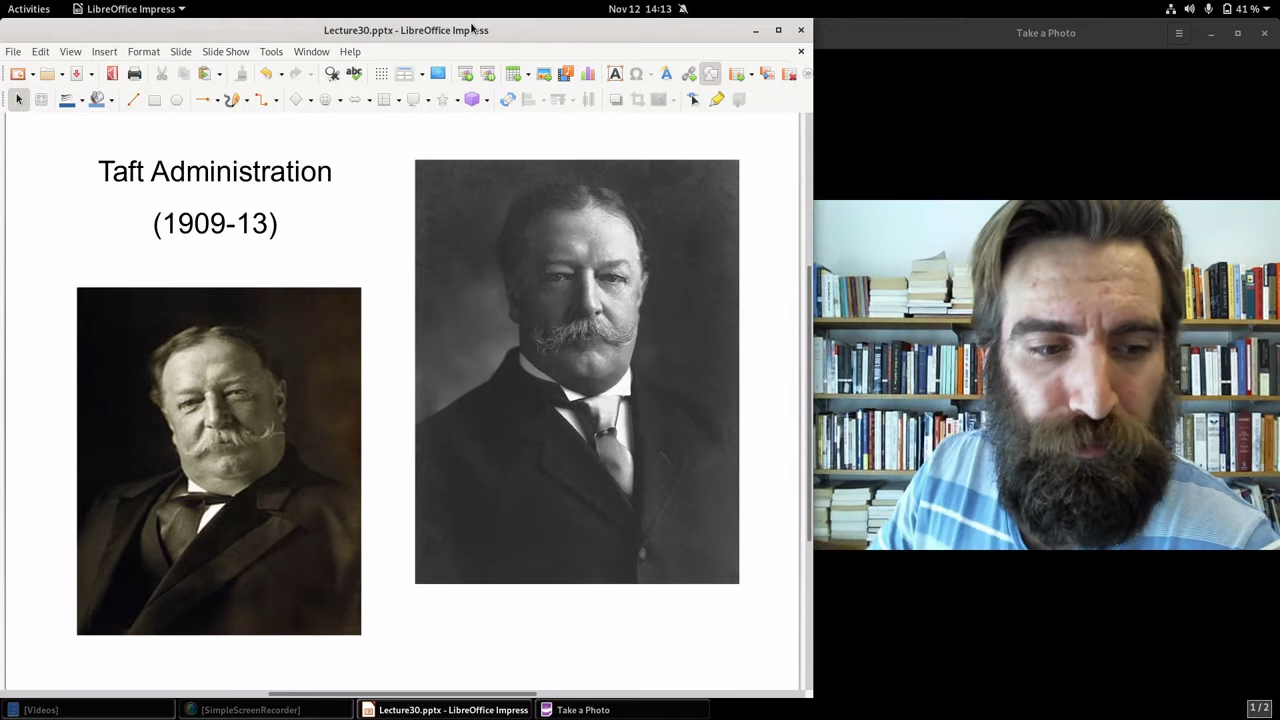 Activities
LibreOffice Impress
Nov 12 14:13
41 %
Lecture30.pptx - LibreOffice Impress
Take a Photo
File Edit View Insert Format Slide Slide Show Tools Window Help
abc
Taft Administration
(1909-13)
[Videos]
[SimpleScreenRecorder]
Lecture30.pptx - LibreOffice Impress
Take a Photo
1/2